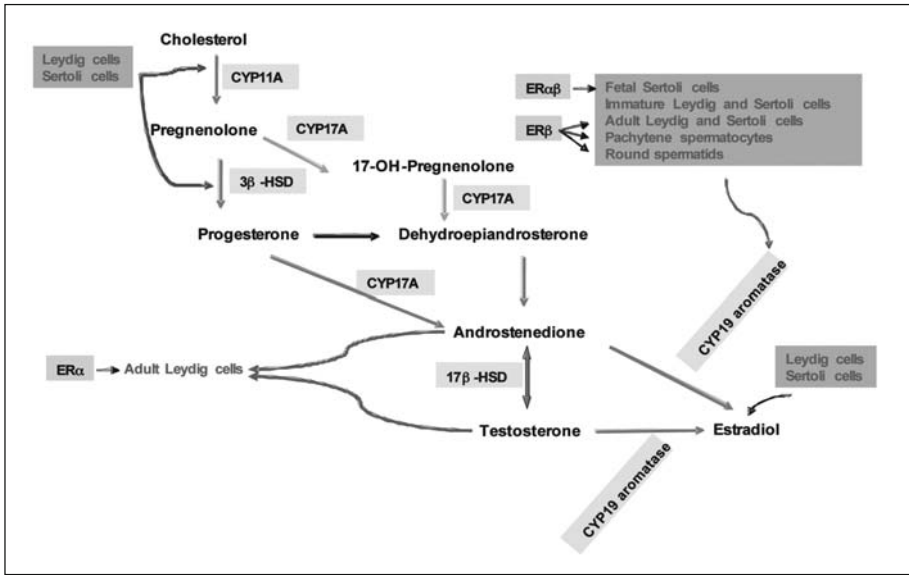 Cholesterol
Leydig cells
Sertoli cells
CYP11A
ERαβ
Fetal Sertoli cells
Immature Leydig and Sertoli cells
ERβ
Adult Leydig and Sertoli cells
Pachytene spermatocytes
Round spermatids
Pregnenolone
CYP17A
17-OH-Pregnenolone
3β -HSD
CYP17A
Progesterone
Dehydroepiandrosterone
CYP17A
CYP19 aromatase
Androstenedione
ERα
Adult Leydig cells
17β -HSD
Leydig cells
Sertoli cells
Testosterone
Estradiol
CYP19 aromatase